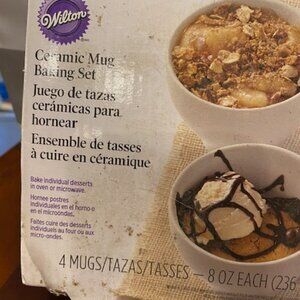 Wilton
Ceramic Mug
Baking Set
Juego de tazas
cerámicas para
hornear
Ensemble de tasses
à cuire en céramique
Bake individual desserts
in oven or microwave.
Hornee postres
individuales en el horno o
en el microondas.
Faites cuire des desserts
individuels au four ou aux
micro-ondes.
4 MUGS/TAZAS/TASSES — 8 OZ EACH (236